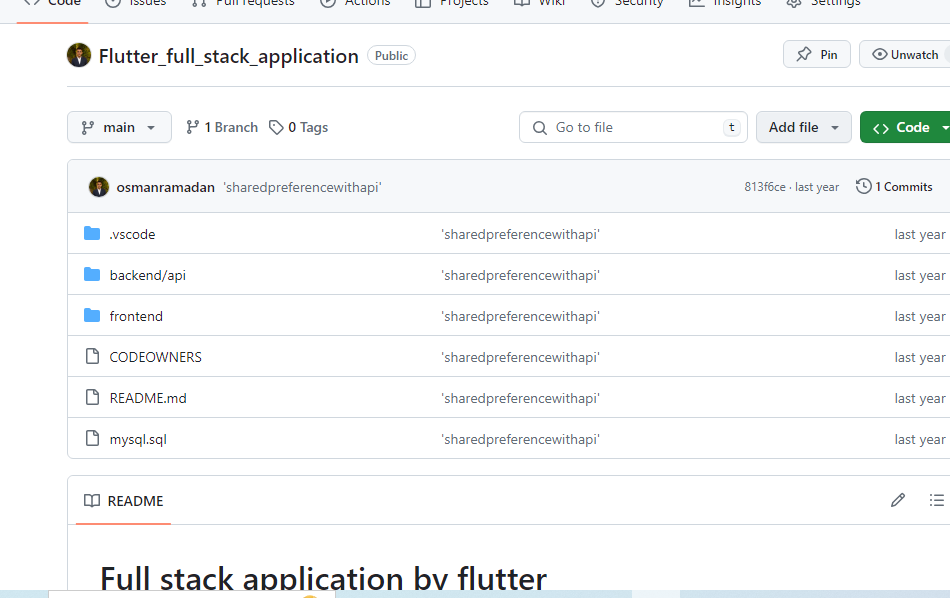 Code Issues Pull requests Actions Projects Wiki Security Insights Settings
Flutter_full_stack_application Public Pin Unwatch
main 1 Branch 0 Tags Go to file t Add file Code
osmanramadan 'sharedpreferencewithapi' 813f6ce · last year 1 Commits
.vscode 'sharedpreferencewithapi' last year
backend/api 'sharedpreferencewithapi' last year
frontend 'sharedpreferencewithapi' last year
CODEOWNERS 'sharedpreferencewithapi' last year
README.md 'sharedpreferencewithapi' last year
mysql.sql 'sharedpreferencewithapi' last year
README
Full stack application by flutter